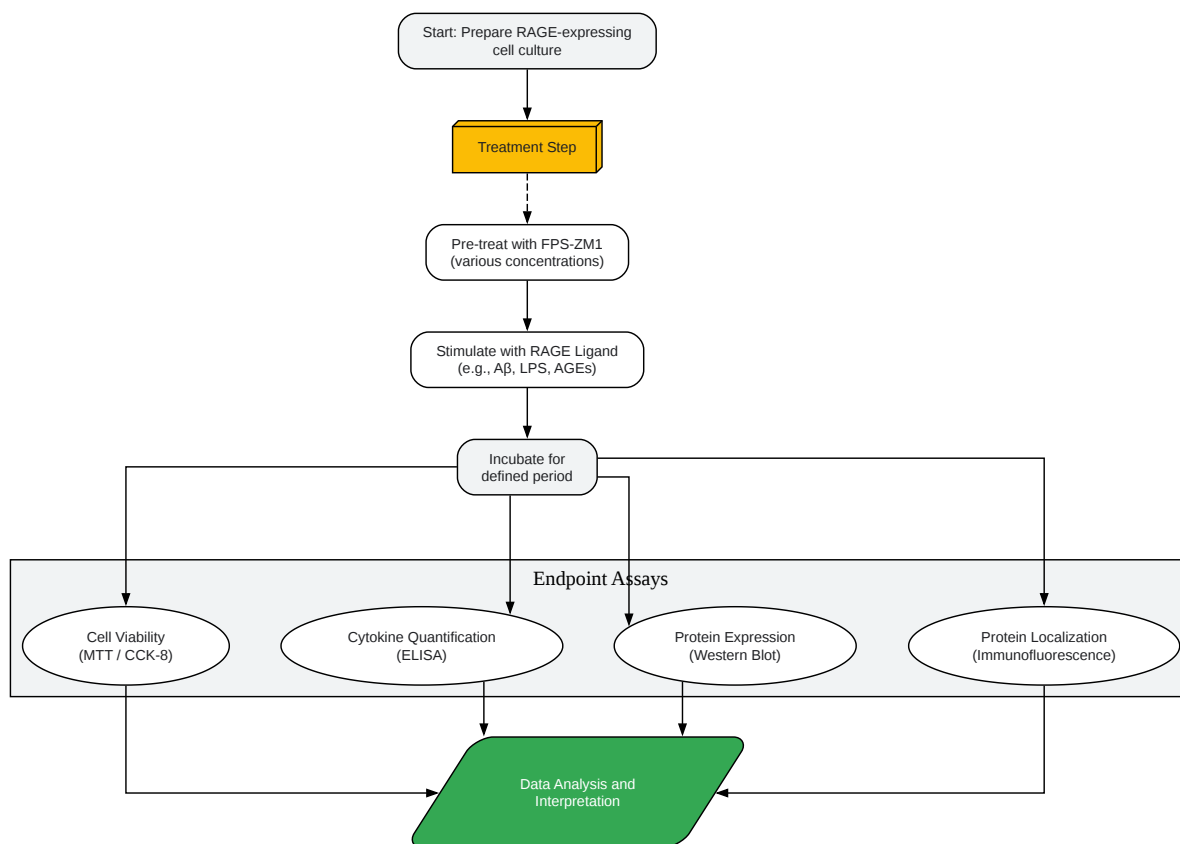 Start: Prepare RAGE-expressing
cell culture
Treatment Step
Pre-treat with FPS-ZM1
(various concentrations)
Stimulate with RAGE Ligand
(e.g., Aβ, LPS, AGEs)
Incubate for
defined period
Endpoint Assays
Cell Viability
(MTT / CCK-8)
Cytokine Quantification
(ELISA)
Protein Expression
(Western Blot)
Protein Localization
(Immunofluorescence)
Data Analysis and
Interpretation